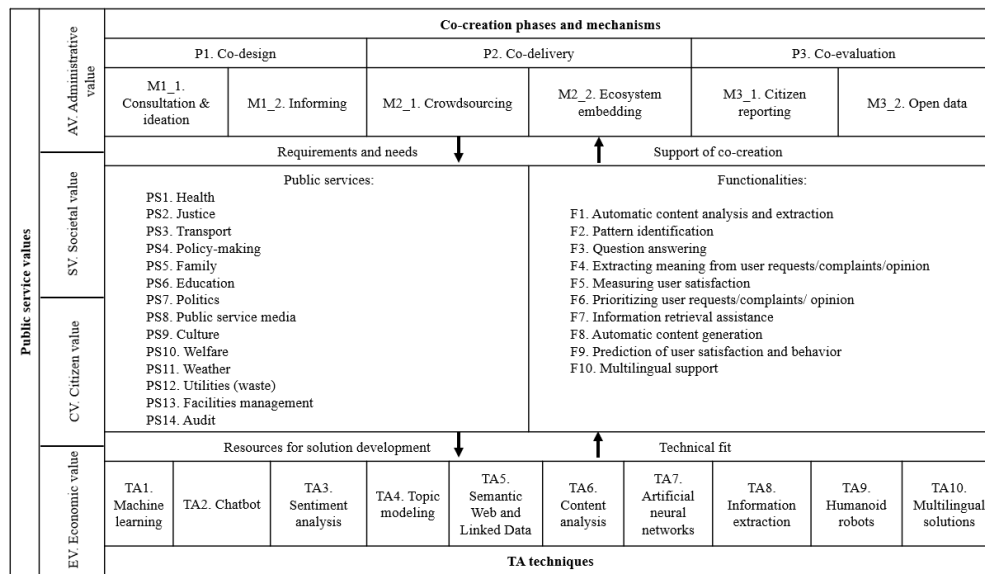 Co-creation phases and mechanisms
P1. Co-design
P2. Co-delivery
P3. Co-evaluation
M1_1.
Consultation &
ideation
M1_2. Informing
M2_1. Crowdsourcing
M2_2. Ecosystem
embedding
M3_1. Citizen
reporting
M3_2. Open data
Requirements and needs
Support of co-creation
Public service values
AV. Administrative
value
SV. Societal value
CV. Citizen value
EV. Economic value
Public services:
PS1. Health
PS2. Justice
PS3. Transport
PS4. Policy-making
PS5. Family
PS6. Education
PS7. Politics
PS8. Public service media
PS9. Culture
PS10. Welfare
PS11. Weather
PS12. Utilities (waste)
PS13. Facilities management
PS14. Audit
Functionalities:
F1. Automatic content analysis and extraction
F2. Pattern identification
F3. Question answering
F4. Extracting meaning from user requests/complaints/opinion
F5. Measuring user satisfaction
F6. Prioritizing user requests/complaints/ opinion
F7. Information retrieval assistance
F8. Automatic content generation
F9. Prediction of user satisfaction and behavior
F10. Multilingual support
Resources for solution development
Technical fit
TA1.
Machine
learning
TA2. Chatbot
TA3.
Sentiment
analysis
TA4. Topic
modeling
TA5.
Semantic
Web and
Linked Data
TA6.
Content
analysis
TA7.
Artificial
neural
networks
TA8.
Information
extraction
TA9.
Humanoid
robots
TA10.
Multilingual
solutions
TA techniques